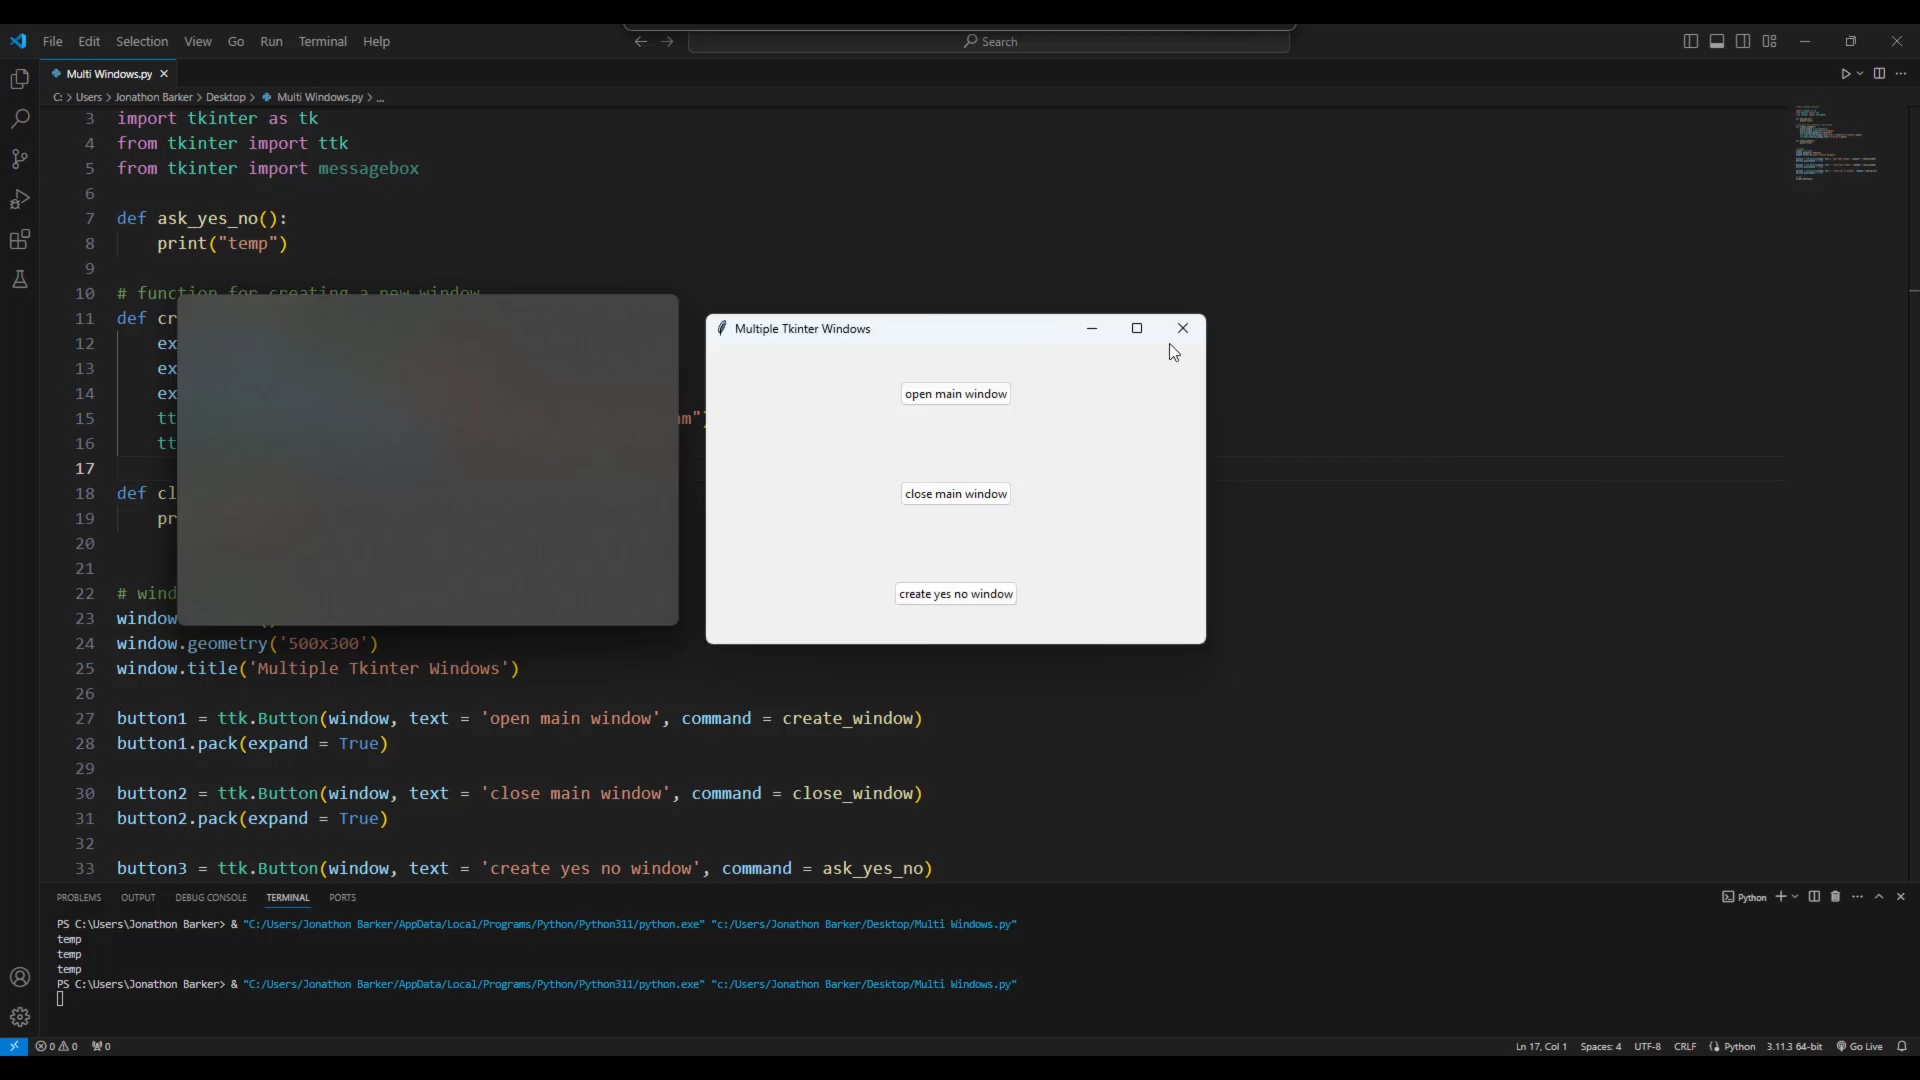 File Edit Selection View Go Run Terminal Help
Search
Multi Windows.py
C: > Users > Jonathon Barker > Desktop > Multi Windows.py > ...
3 import tkinter as tk
4 from tkinter import ttk
5 from tkinter import messagebox
6
7 def ask_yes_no():
8 print("temp")
9
10 # function for creating a new window
11 def cr
12 ex
13 ex
14 ex
15 tt am")
16 tt
17
18 def cl
19 pr
20
21
22 # wind
23 window
24 window.geometry('500x300')
25 window.title('Multiple Tkinter Windows')
26
27 button1 = ttk.Button(window, text = 'open main window', command = create_window)
28 button1.pack(expand = True)
29
30 button2 = ttk.Button(window, text = 'close main window', command = close_window)
31 button2.pack(expand = True)
32
33 button3 = ttk.Button(window, text = 'create yes no window', command = ask_yes_no)
Multiple Tkinter Windows
open main window
close main window
create yes no window
PROBLEMS OUTPUT DEBUG CONSOLE TERMINAL PORTS
Python
PS C:\Users\Jonathon Barker> & "C:/Users/Jonathon Barker/AppData/Local/Programs/Python/Python311/python.exe" "c:/Users/Jonathon Barker/Desktop/Multi Windows.py"
temp
temp
temp
PS C:\Users\Jonathon Barker> & "C:/Users/Jonathon Barker/AppData/Local/Programs/Python/Python311/python.exe" "c:/Users/Jonathon Barker/Desktop/Multi Windows.py"
0 0 0
Ln 17, Col 1 Spaces: 4 UTF-8 CRLF Python 3.11.3 64-bit Go Live